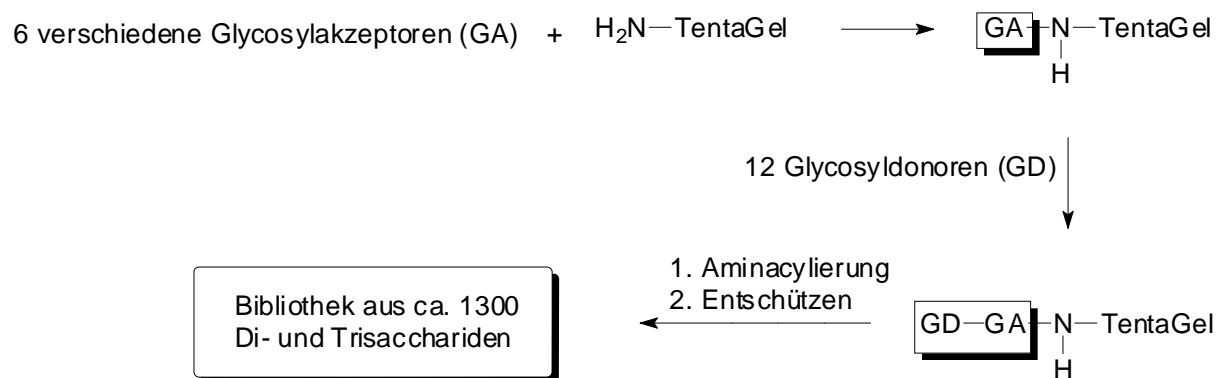 6 verschiedene Glycosylakzeptoren (GA) + H₂N—TentaGel GA—N—TentaGel
H
12 Glycosyldonoren (GD)
1. Aminacylierung
2. Entschützen
Bibliothek aus ca. 1300
Di- und Trisacchariden
GD—GA—N—TentaGel
H